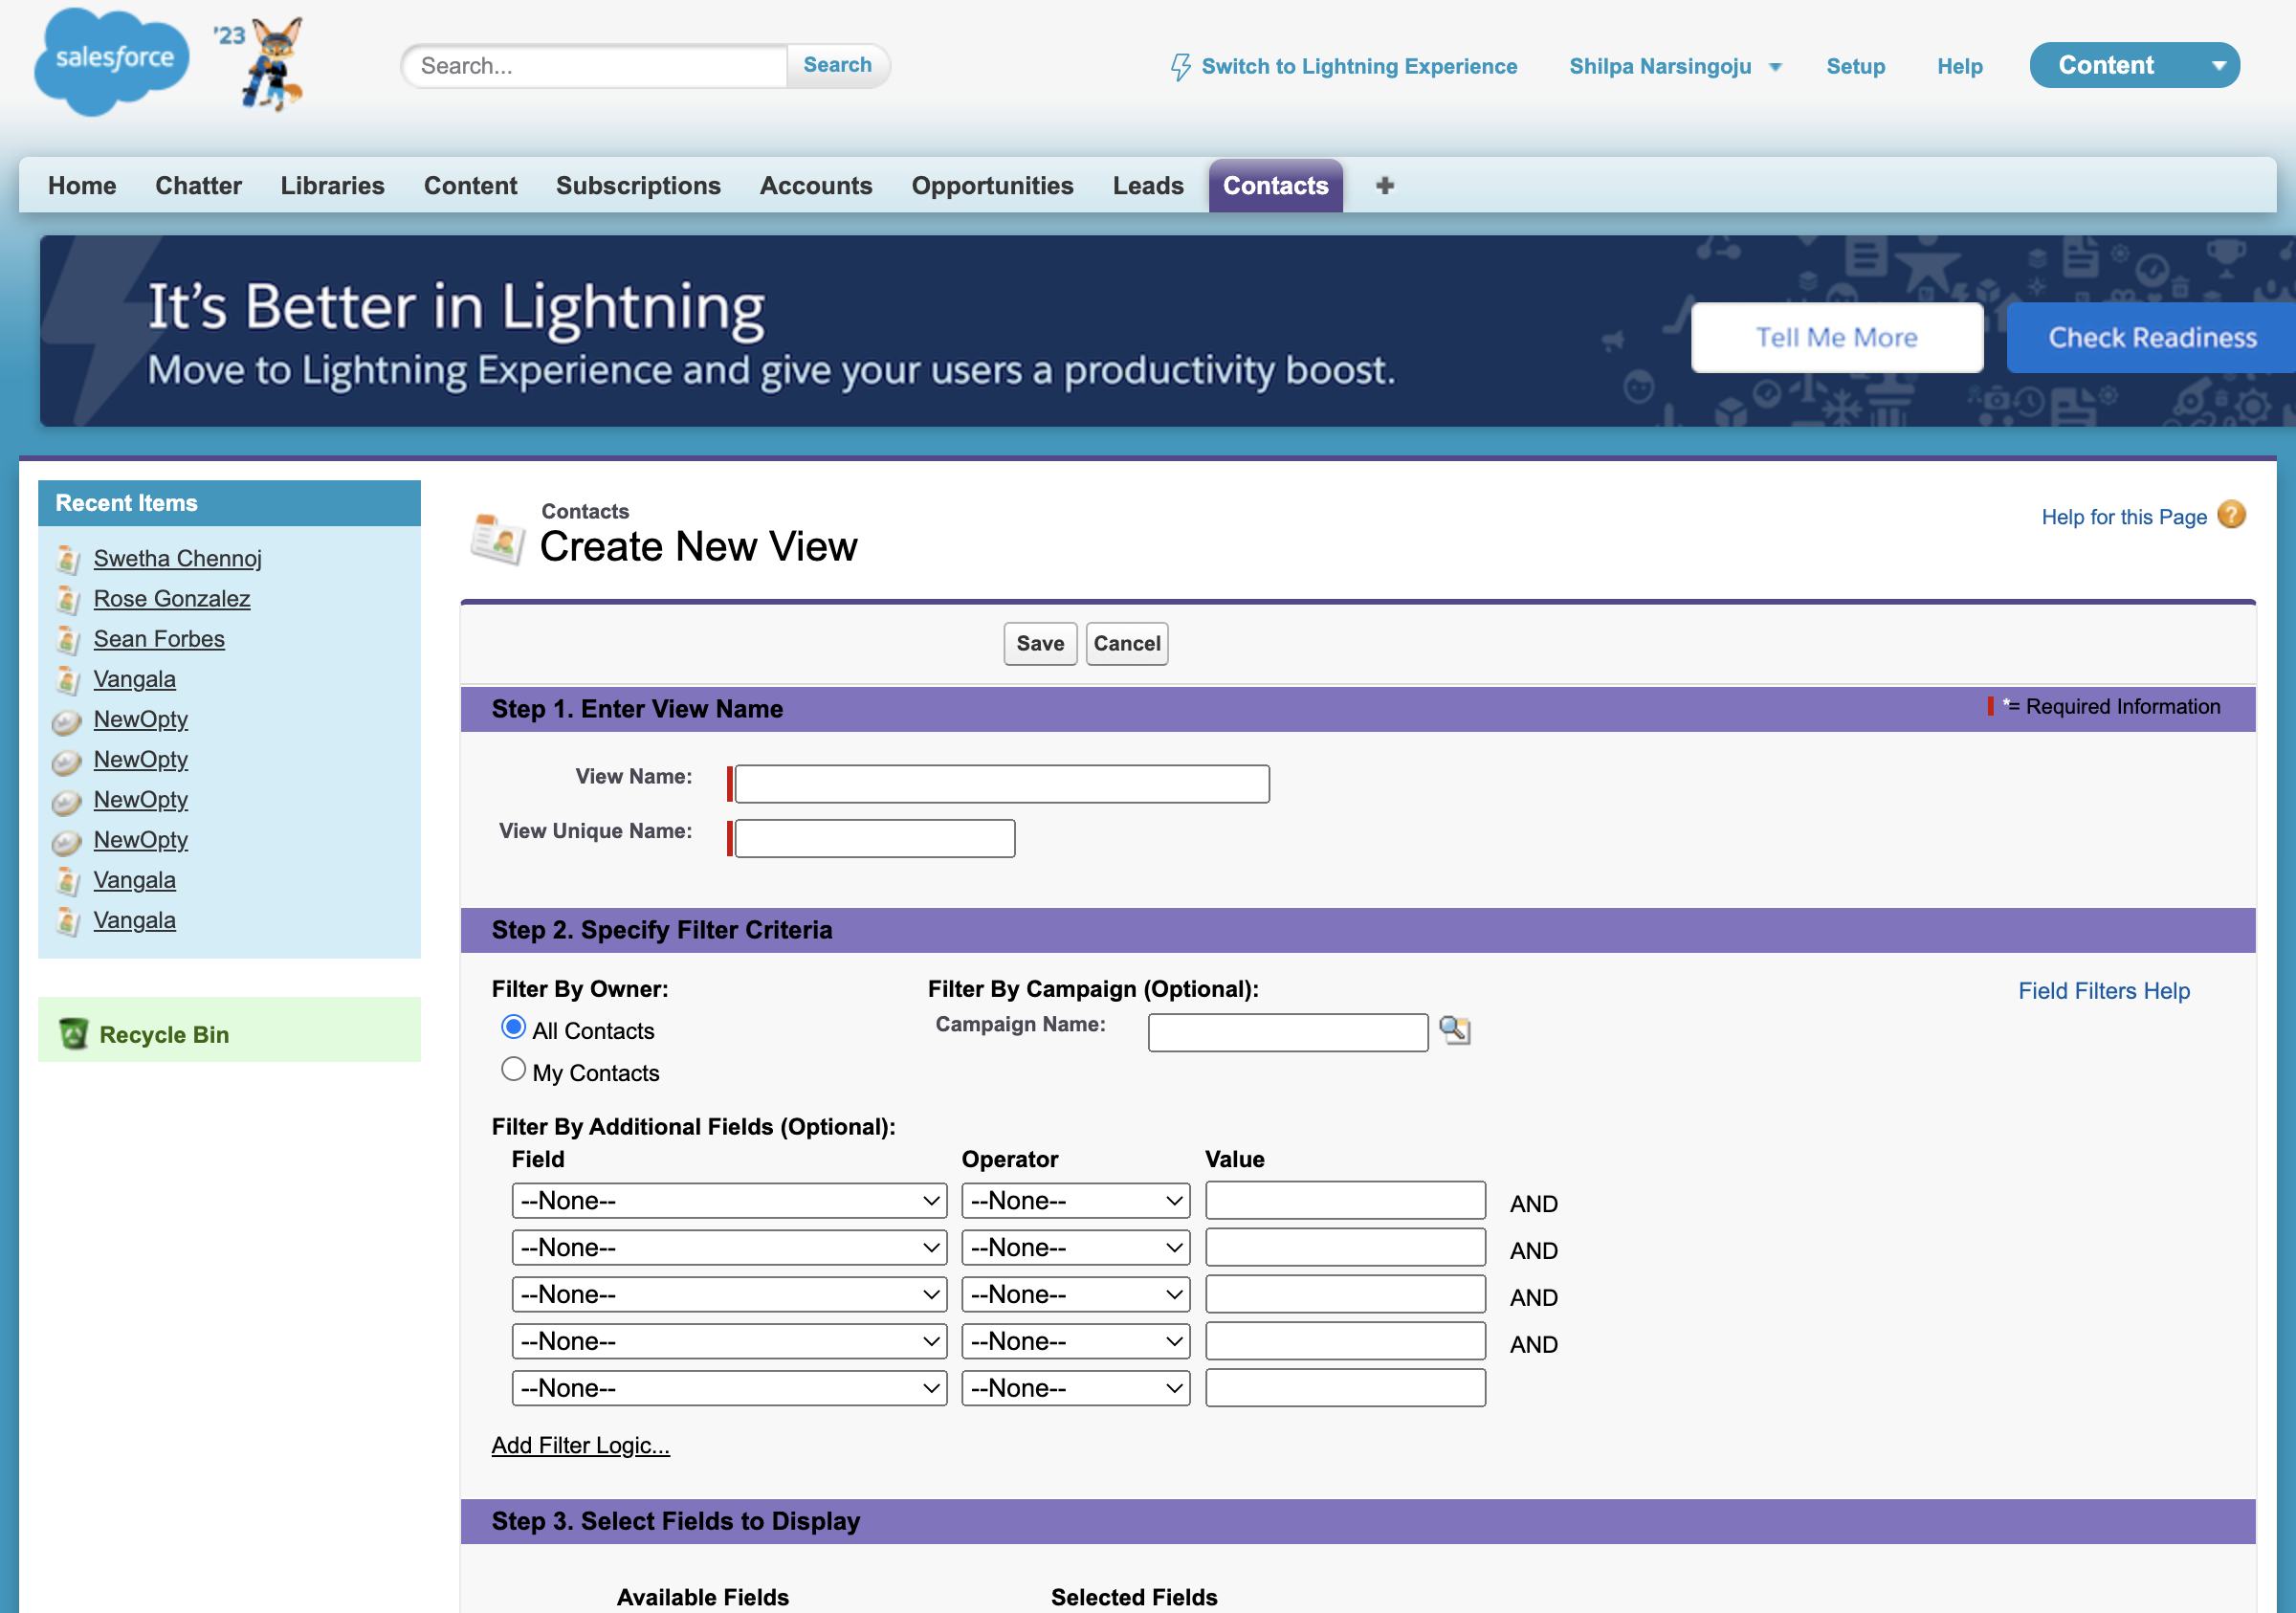 salesforce
'23
Search...
Search
Switch to Lightning Experience
Shilpa Narsingoju
Setup
Help
Content
Home
Chatter
Libraries
Content
Subscriptions
Accounts
Opportunities
Leads
Contacts
It's Better in Lightning
Move to Lightning Experience and give your users a productivity boost.
Tell Me More
Check Readiness
Recent Items
Swetha Chennoj
Rose Gonzalez
Sean Forbes
Vangala
NewOpty
NewOpty
NewOpty
NewOpty
Vangala
Vangala
Recycle Bin
Contacts
Create New View
Help for this Page ?
Save
Cancel
Step 1. Enter View Name
*= Required Information
View Name:
View Unique Name:
Step 2. Specify Filter Criteria
Filter By Owner:
All Contacts
My Contacts
Filter By Campaign (Optional):
Campaign Name:
Field Filters Help
Filter By Additional Fields (Optional):
Field Operator Value
--None-- --None-- AND
--None-- --None-- AND
--None-- --None-- AND
--None-- --None-- AND
--None-- --None--
Add Filter Logic...
Step 3. Select Fields to Display
Available Fields Selected Fields